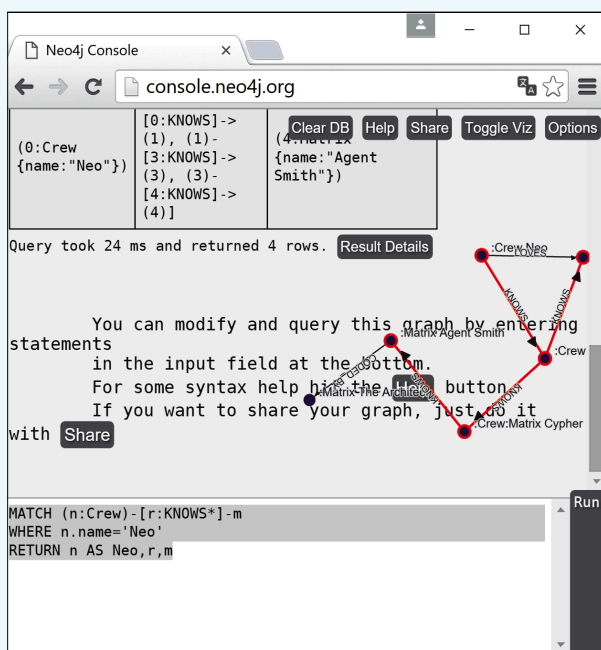 Neo4j Console
console.neo4j.org
Clear DB Help Share Toggle Viz Options
(0:Crew
{name:"Neo"})
[0:KNOWS]->
(1), (1)-
[3:KNOWS]->
(3), (3)-
[4:KNOWS]->
(4)]
(4:Matrix
{name:"Agent
Smith"})
Query took 24 ms and returned 4 rows. Result Details
:Crew Neo
LOVES
KNOWS
KNOWS
You can modify and query this graph by entering
statements
:Matrix Agent Smith
:Crew
in the input field at the bottom.
CODED_BY
KNOWS
KNOWS
For some syntax help hit the Help button.
:Matrix The Architect
If you want to share your graph, just do it
with Share
:Crew:Matrix Cypher
MATCH (n:Crew)-[r:KNOWS*]-m
WHERE n.name='Neo'
RETURN n AS Neo,r,m
Run